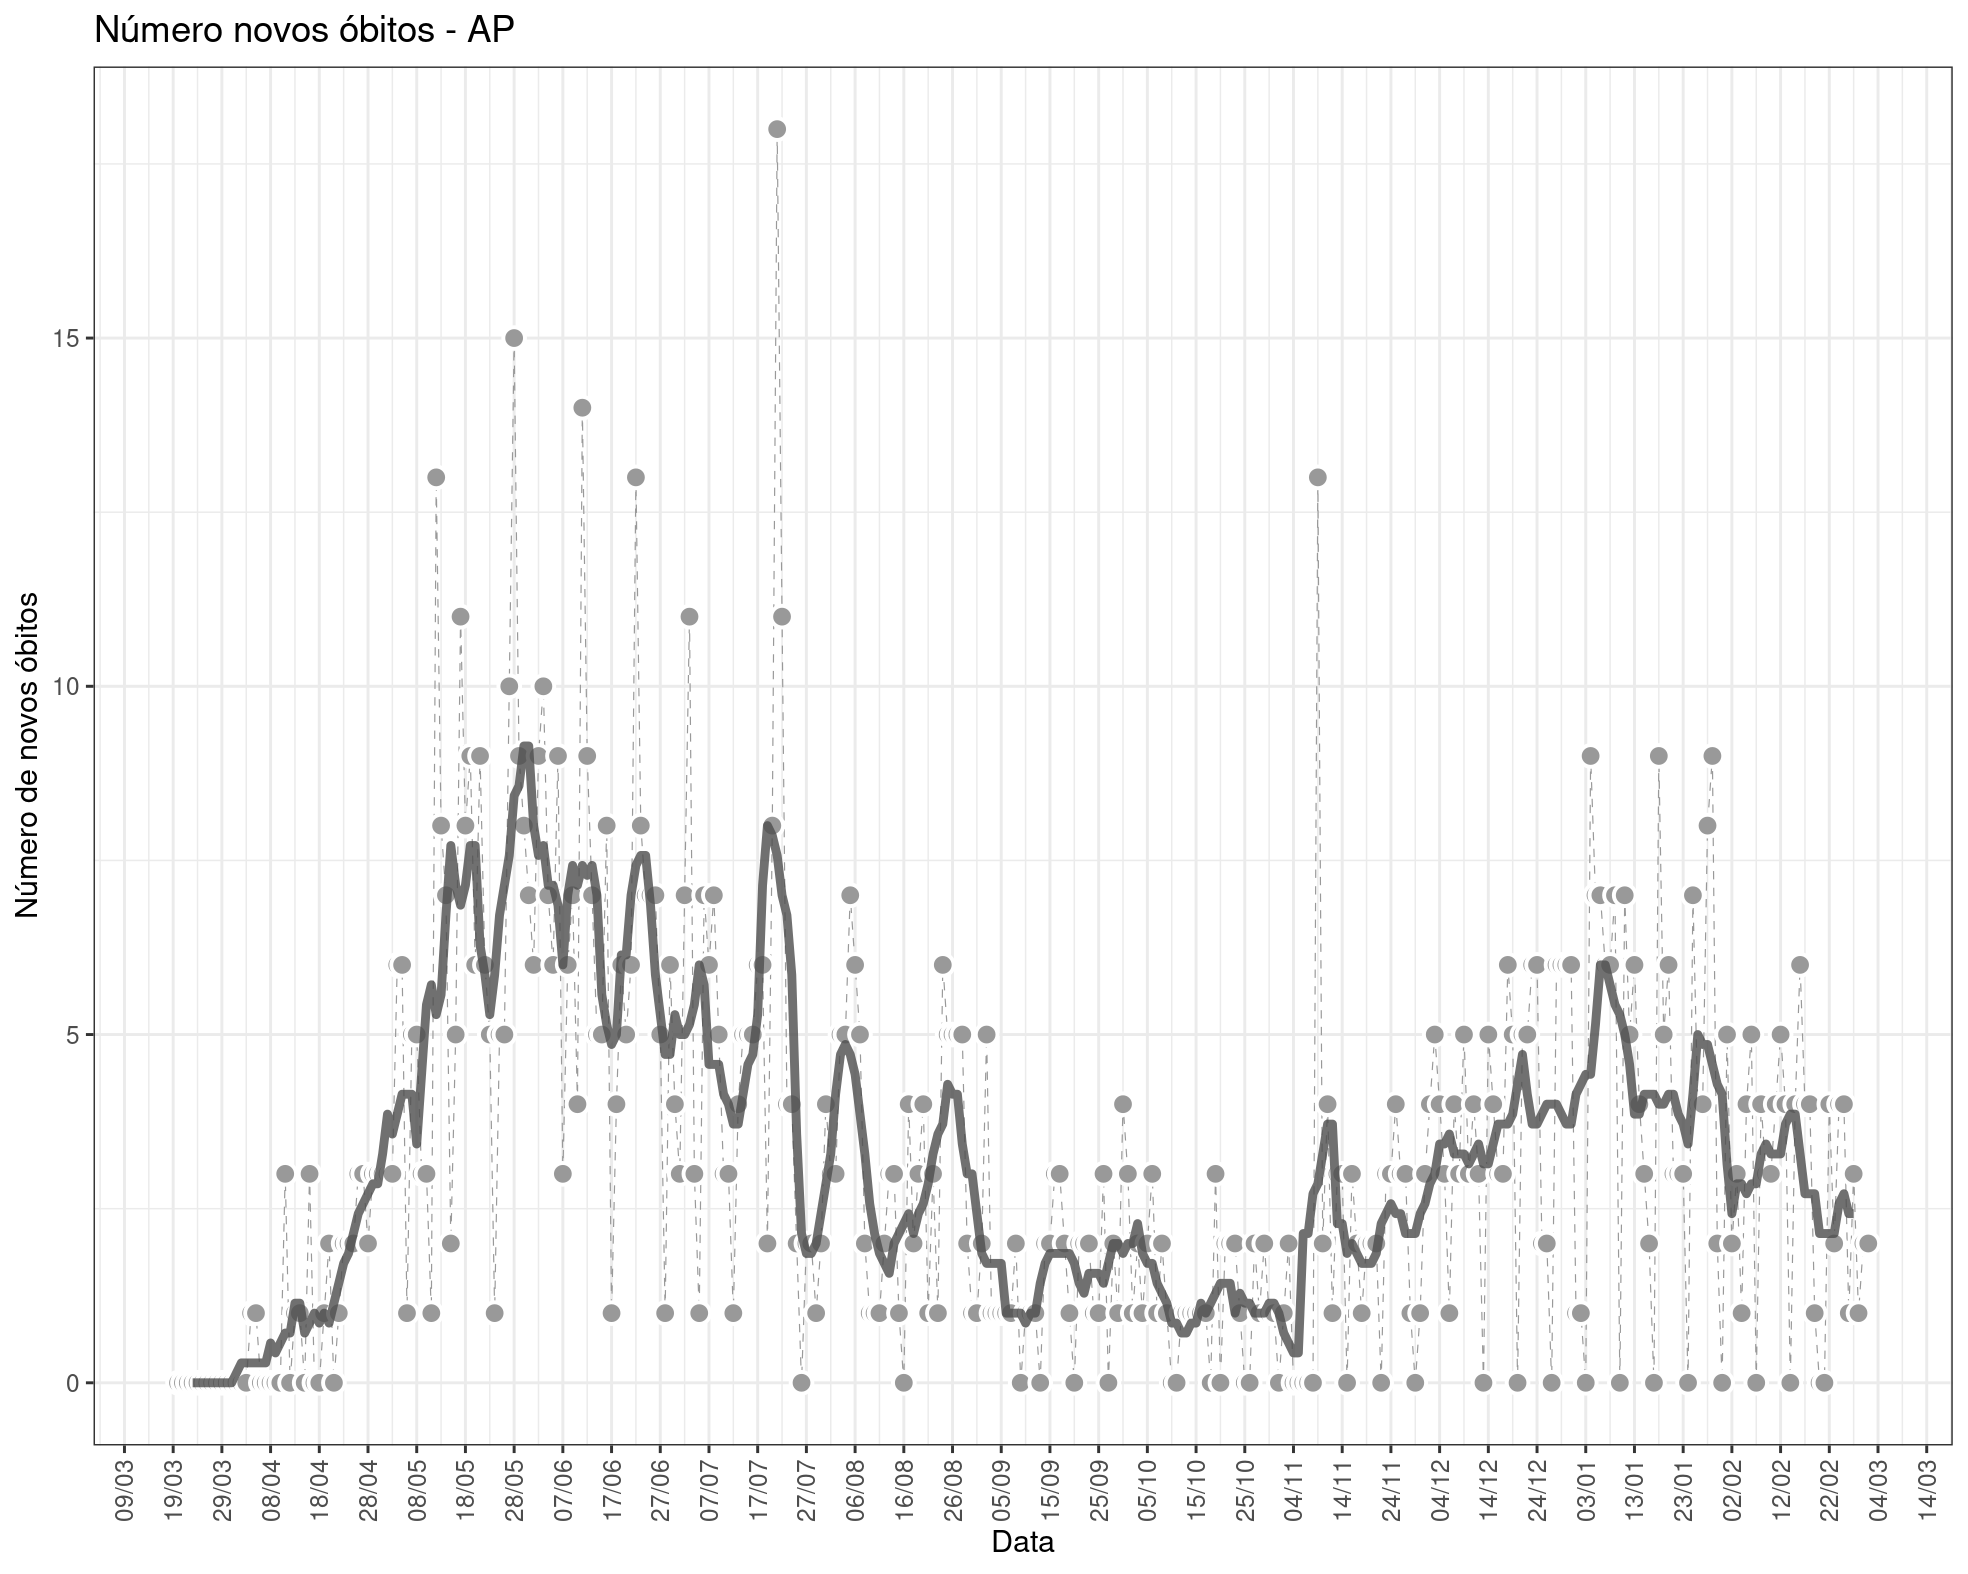 Número novos óbitos - AP
Número de novos óbitos
15
10
5
0
09/03 19/03 29/03 08/04 18/04 28/04 08/05 18/05 28/05 07/06 17/06 27/06 07/07 17/07 27/07 06/08 16/08 26/08 05/09 15/09 25/09 05/10 15/10 25/10 04/11 14/11 24/11 04/12 14/12 24/12 03/01 13/01 23/01 02/02 12/02 22/02 04/03 14/03
Data